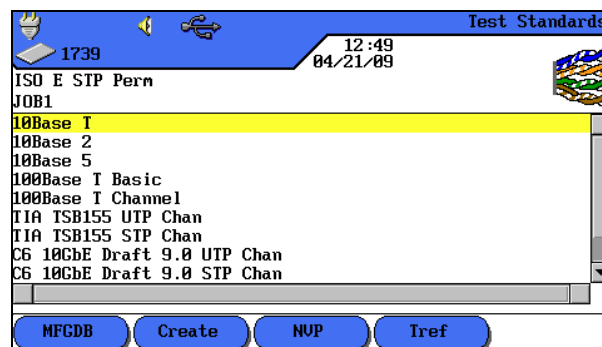 Test Standards
1739
12:49
04/21/09
ISO E STP Perm
JOB1
10Base T
10Base 2
10Base 5
100Base T Basic
100Base T Channel
TIA TSB155 UTP Chan
TIA TSB155 STP Chan
C6 10GbE Draft 9.0 UTP Chan
C6 10GbE Draft 9.0 STP Chan
MFGDB
Create
NVP
Tref